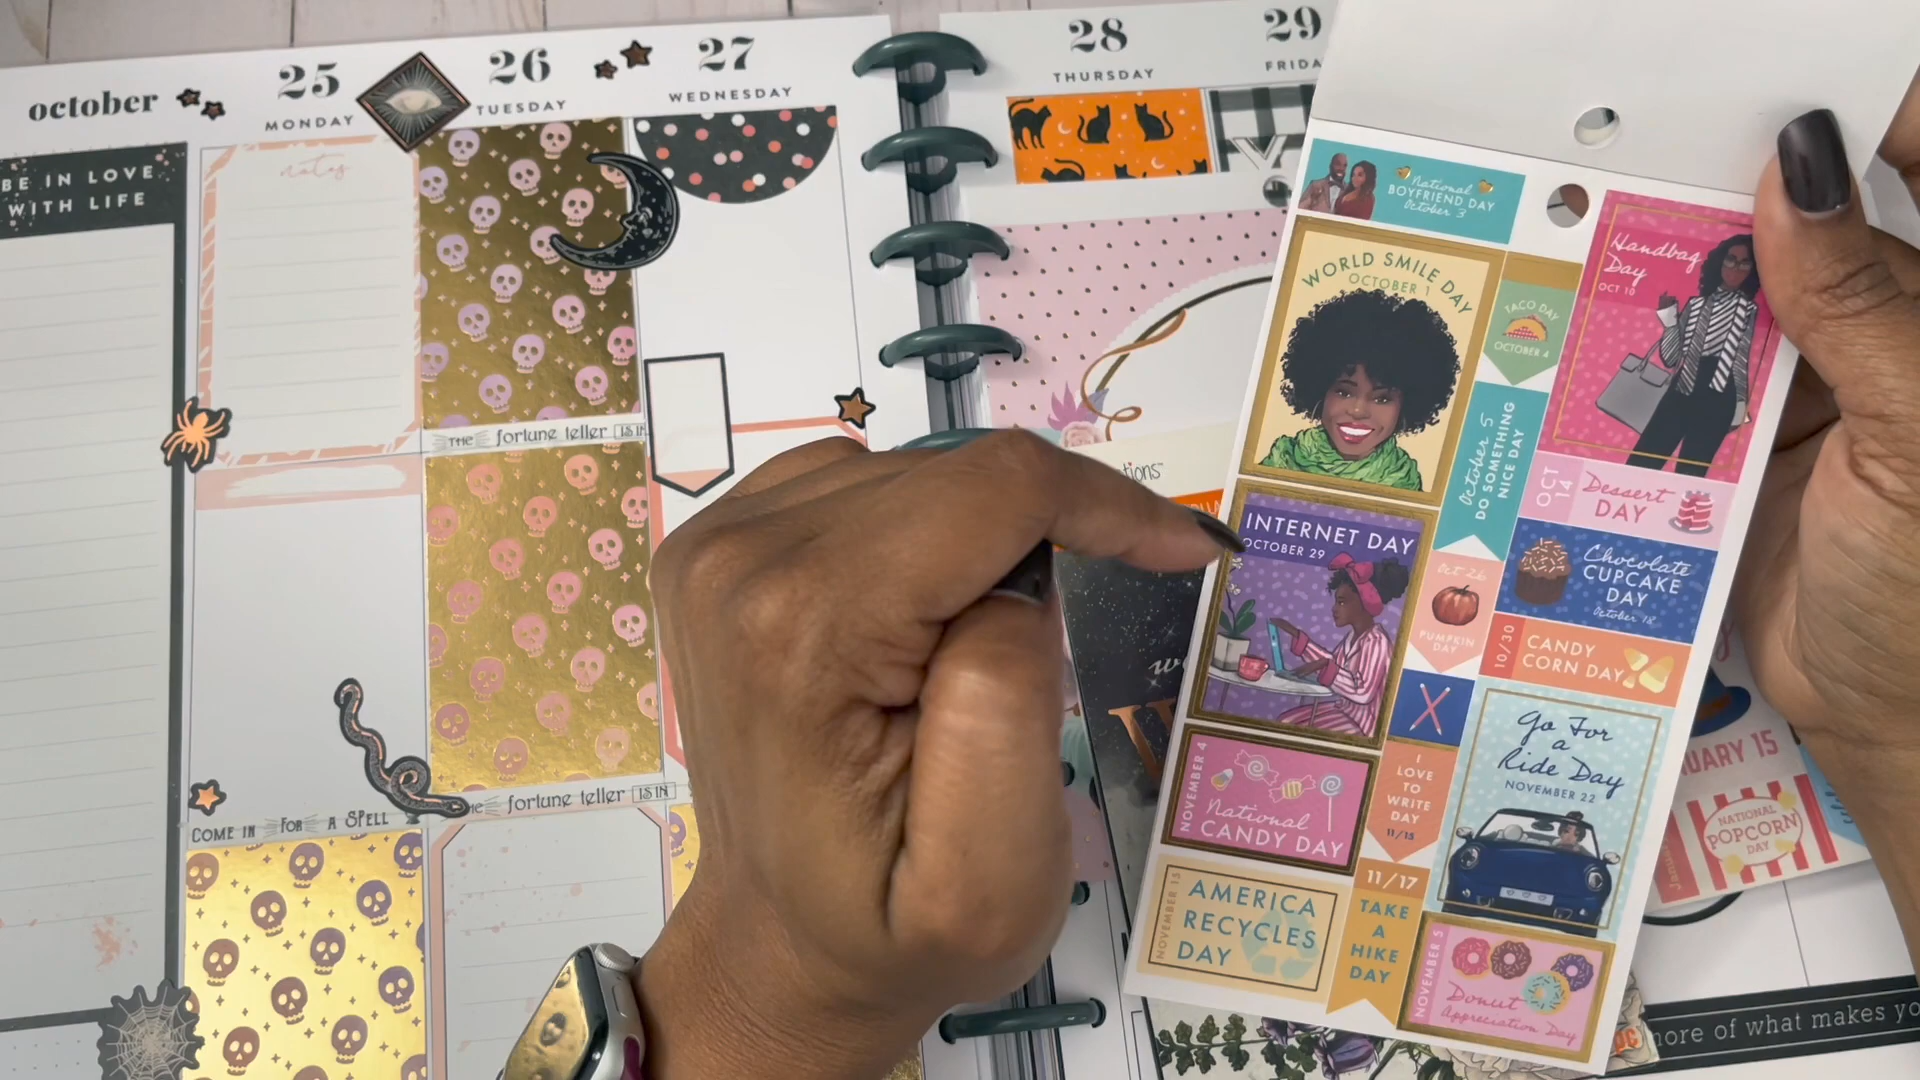 october
25
MONDAY
26
TUESDAY
27
WEDNESDAY
28
THURSDAY
29
BE IN LOVE
WITH LIFE
notes
THE fortune teller IS IN
fortune teller IS IN
COME IN FOR A SPELL
National
BOYFRIEND DAY
October 3
WORLD SMILE DAY
OCTOBER 1
TACO DAY
OCTOBER 4
Handbag
Day
OCT 10
October 5
DO SOMETHING
NICE DAY
OCT
14
Dessert
DAY
INTERNET DAY
OCTOBER 29
Oct 26
PUMPKIN
DAY
Chocolate
CUPCAKE
DAY
October 18
10/30
CANDY
CORN DAY
NOVEMBER 4
National
CANDY DAY
I
LOVE
TO
WRITE
DAY
11/15
Go For
a
Ride Day
NOVEMBER 22
NOVEMBER 15
AMERICA
RECYCLES
DAY
11/17
TAKE
A
HIKE
DAY
NOVEMBER 5
Donut
Appreciation Day
NATIONAL
POPCORN
DAY
more of what makes